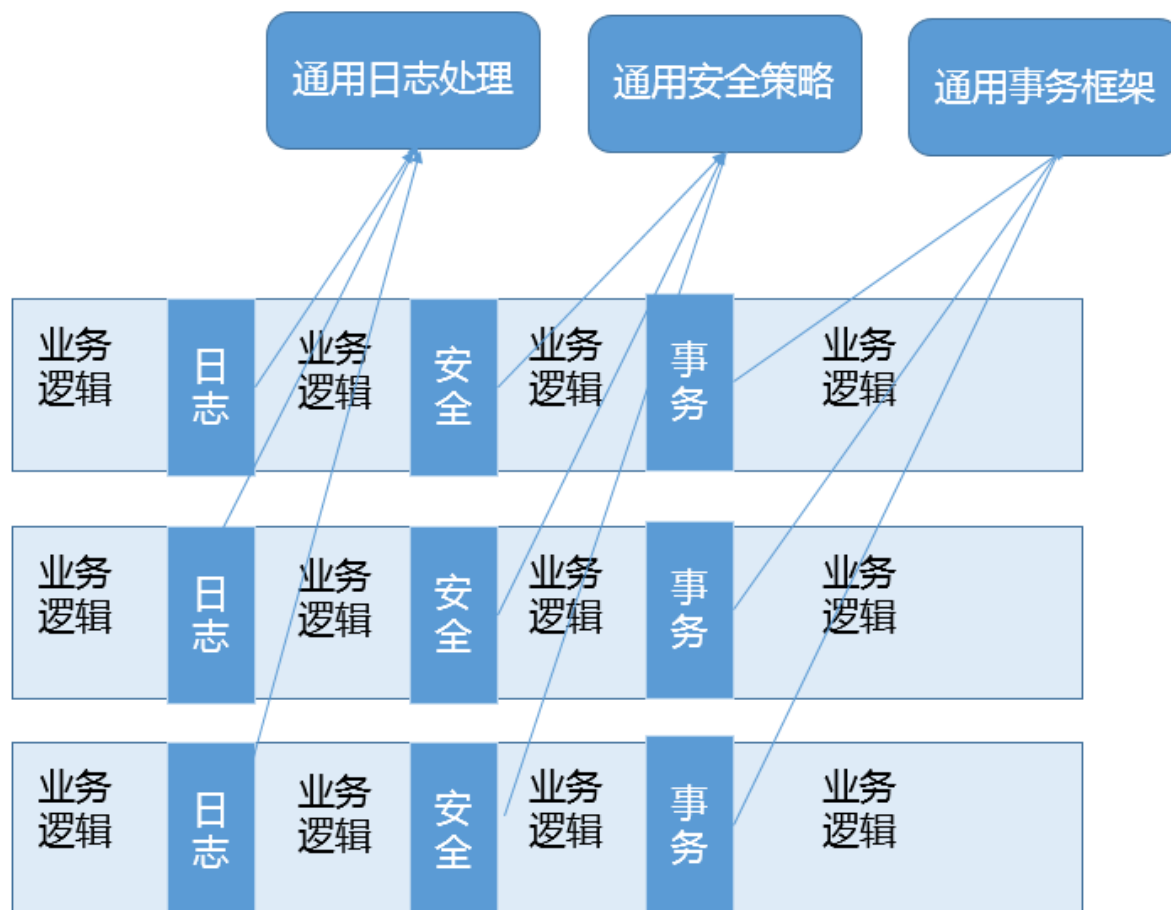 通用日志处理
通用安全策略
通用事务框架
业务
逻辑
日
志
业务
逻辑
安
全
业务
逻辑
事
务
业务
逻辑
业务
逻辑
日
志
业务
逻辑
安
全
业务
逻辑
事
务
业务
逻辑
业务
逻辑
日
志
业务
逻辑
安
全
业务
逻辑
事
务
业务
逻辑